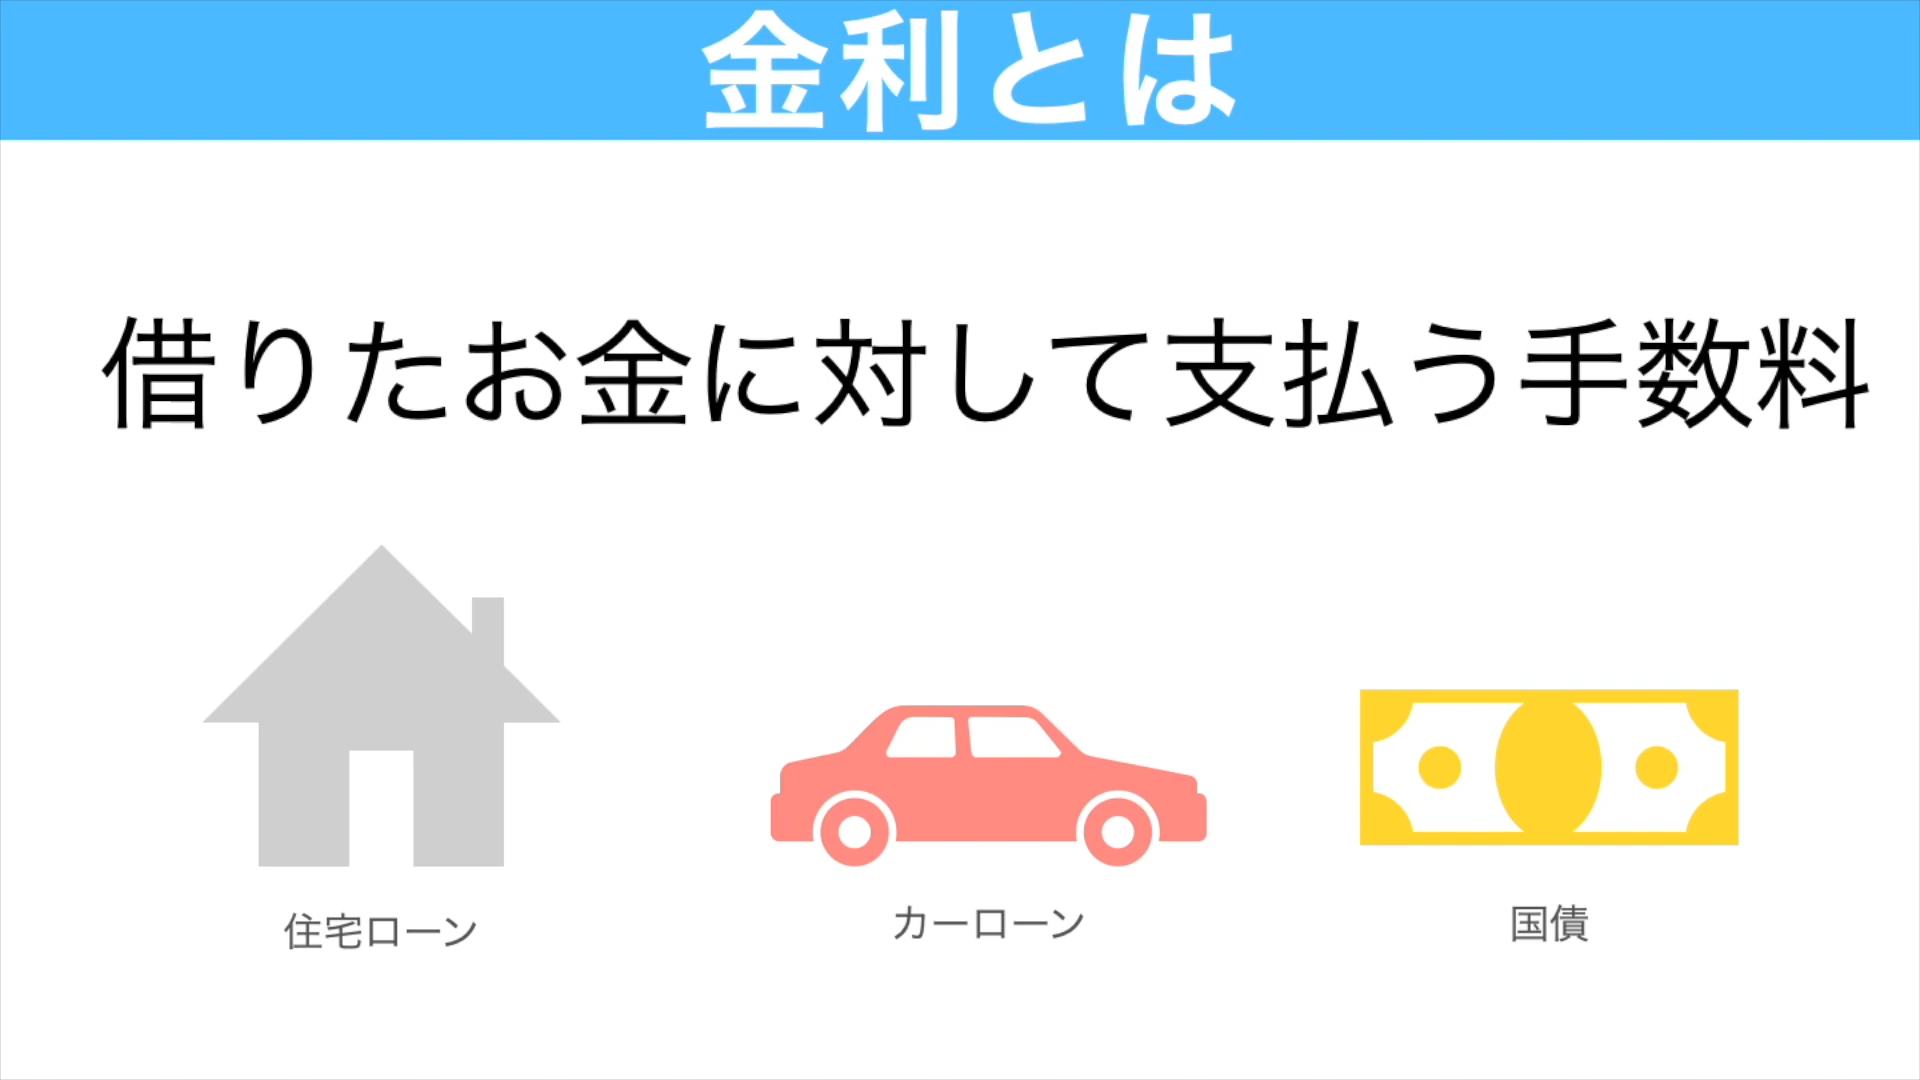 金利とは
借りたお金に対して支払う手数料
住宅ローン
カーローン
国債